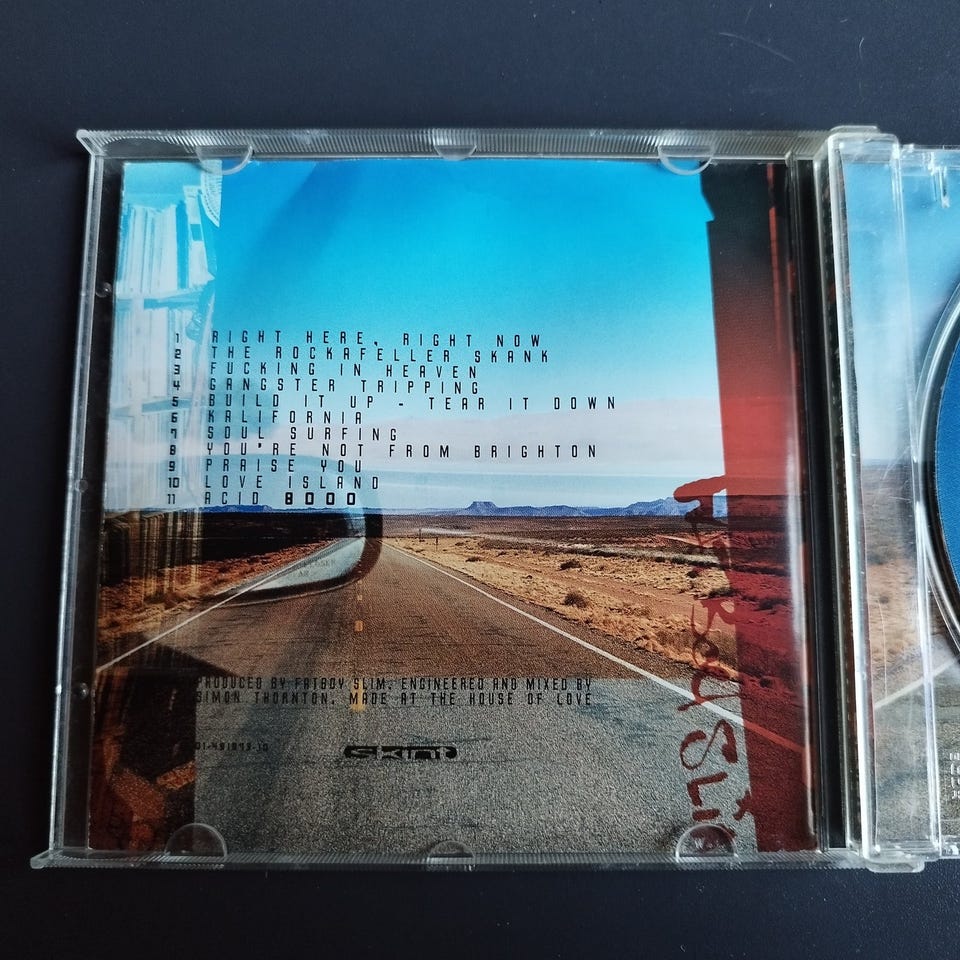 1 RIGHT HERE, RIGHT NOW
2 THE ROCKAFELLER SKANK
3 FUCKING IN HEAVEN
4 GANGSTER TRIPPING
5 BUILD IT UP - TEAR IT DOWN
6 KALIFORNIA
7 SOUL SURFING
8 YOU'RE NOT FROM BRIGHTON
9 PRAISE YOU
10 LOVE ISLAND
11 ACID 8000
PRODUCED BY FATBOY SLIM. ENGINEERED AND MIXED BY
SIMON THORNTON. MADE AT THE HOUSE OF LOVE
skint
Boy Slim